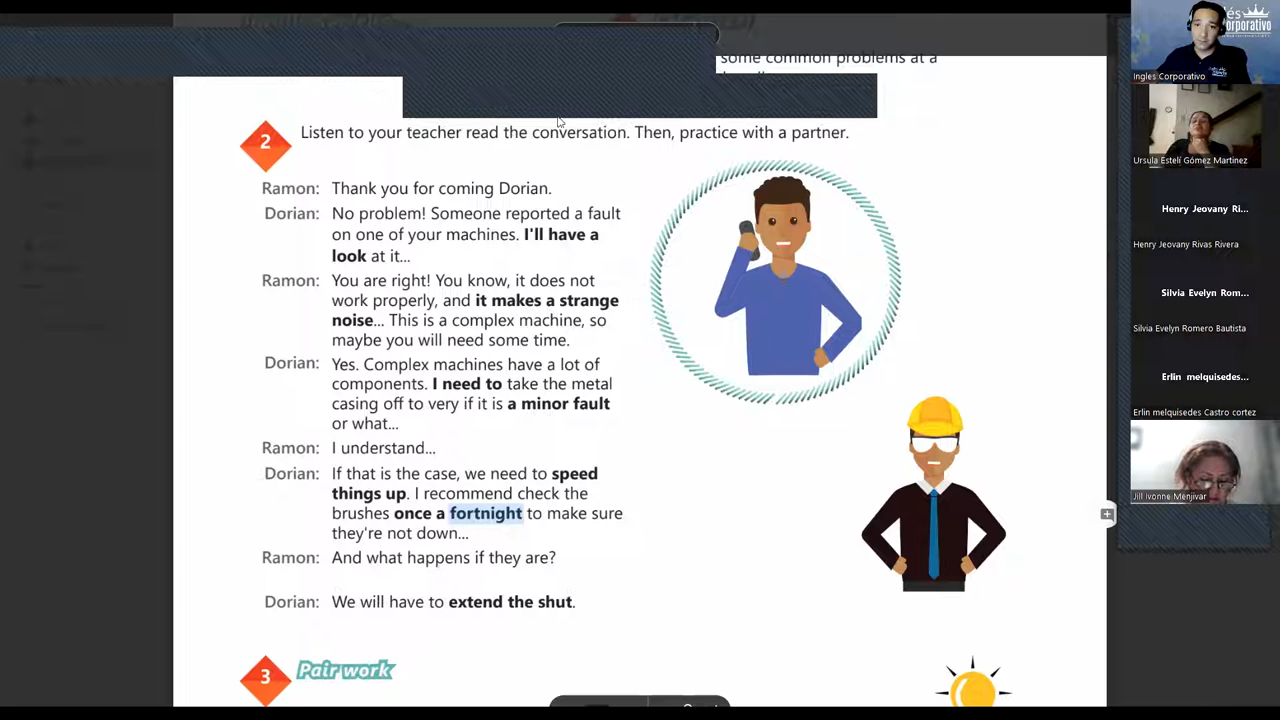 some common problems at a
2
Listen to your teacher read the conversation. Then, practice with a partner.
Ramon: Thank you for coming Dorian.
Dorian: No problem! Someone reported a fault
on one of your machines. I'll have a
look at it...
Ramon: You are right! You know, it does not
work properly, and it makes a strange
noise... This is a complex machine, so
maybe you will need some time.
Dorian: Yes. Complex machines have a lot of
components. I need to take the metal
casing off to very if it is a minor fault
or what...
Ramon: I understand...
Dorian: If that is the case, we need to speed
things up. I recommend check the
brushes once a fortnight to make sure
they're not down...
Ramon: And what happens if they are?
Dorian: We will have to extend the shut.
3
Pair work
Ingles Corporativo
Ursula Estelí Gómez Martinez
Henry Jeovany Ri...
Henry Jeovany Rivas Rivera
Silvia Evelyn Rom...
Silvia Evelyn Romero Bautista
Erlin melquisedes...
Erlin melquisedes Castro cortez
Jill Ivonne Menjivar